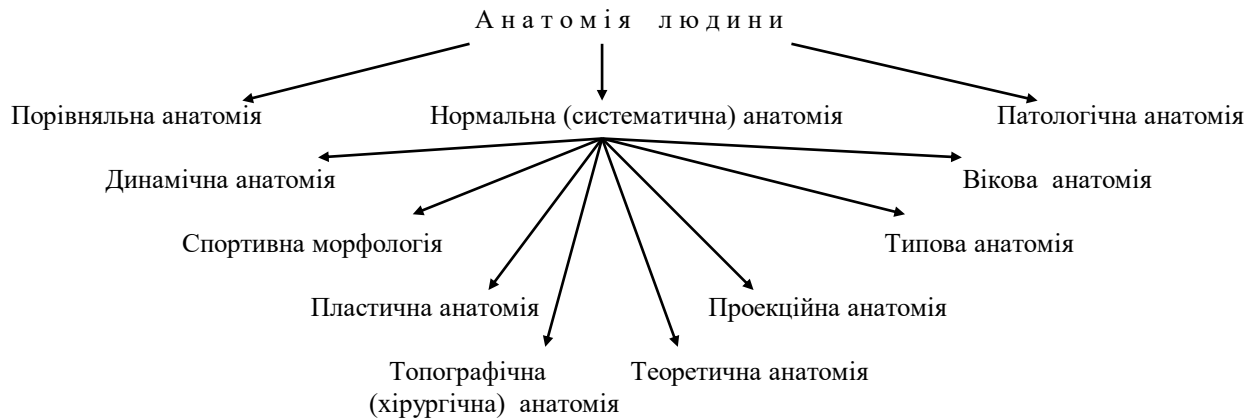 А н а т о м і я   л ю д и н и
Порівняльна анатомія
Нормальна (систематична) анатомія
Патологічна анатомія
Динамічна анатомія
Вікова анатомія
Спортивна морфологія
Типова анатомія
Пластична анатомія
Проекційна анатомія
Топографічна
(хірургічна) анатомія
Теоретична анатомія